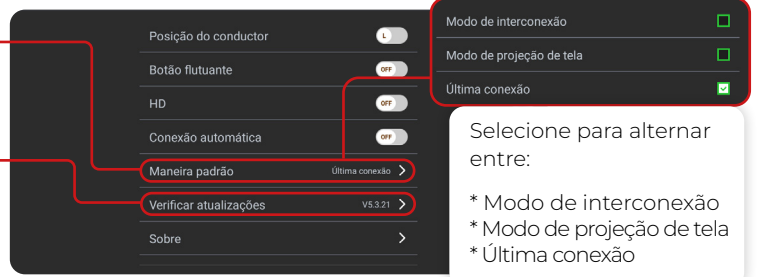 Posição do conductor L
Botão flutuante OFF
HD OFF
Conexão automática OFF
Maneira padrão Última conexão
Verificar atualizações V5.3.21
Sobre
Modo de interconexão
Modo de projeção de tela
Última conexão
Selecione para alternar
entre:
* Modo de interconexão
* Modo de projeção de tela
* Última conexão